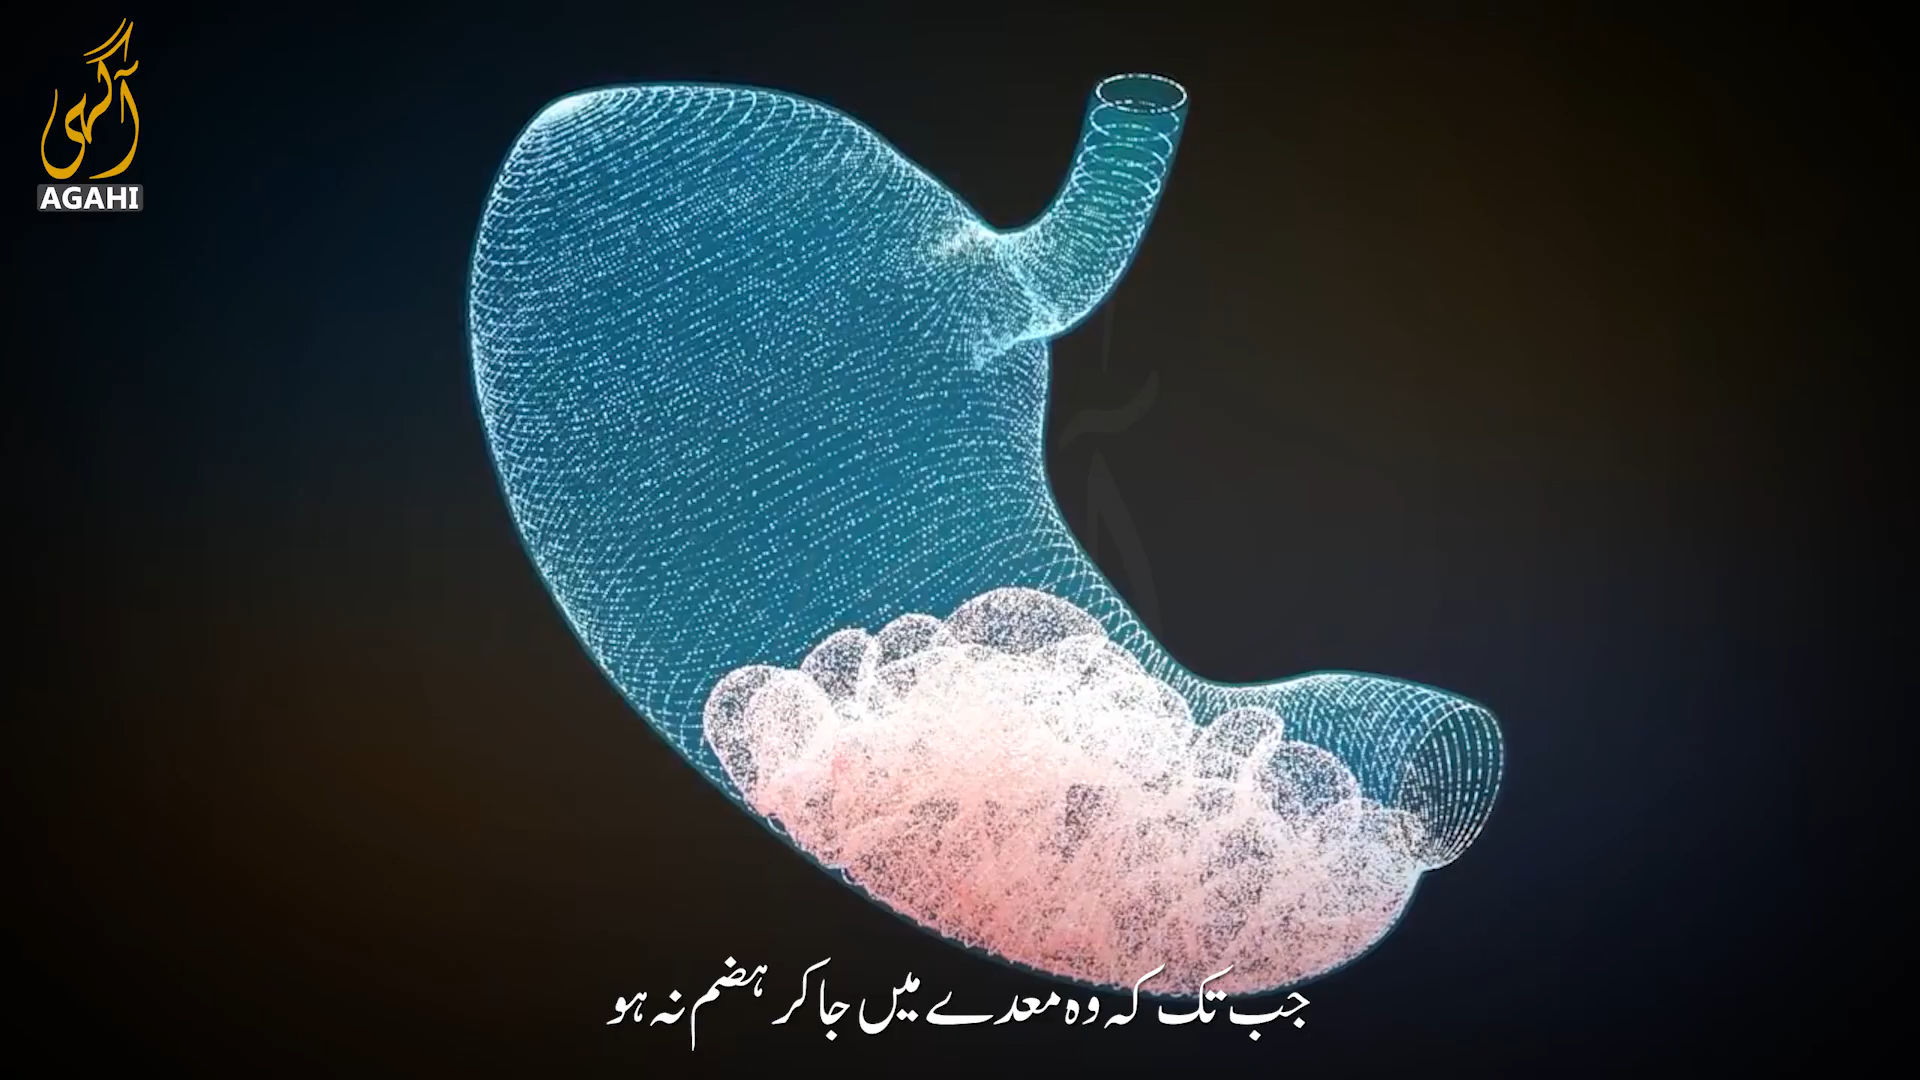 آگہی
AGAHI
جب تک کہ وہ معدے میں جا کر ہضم نہ ہو